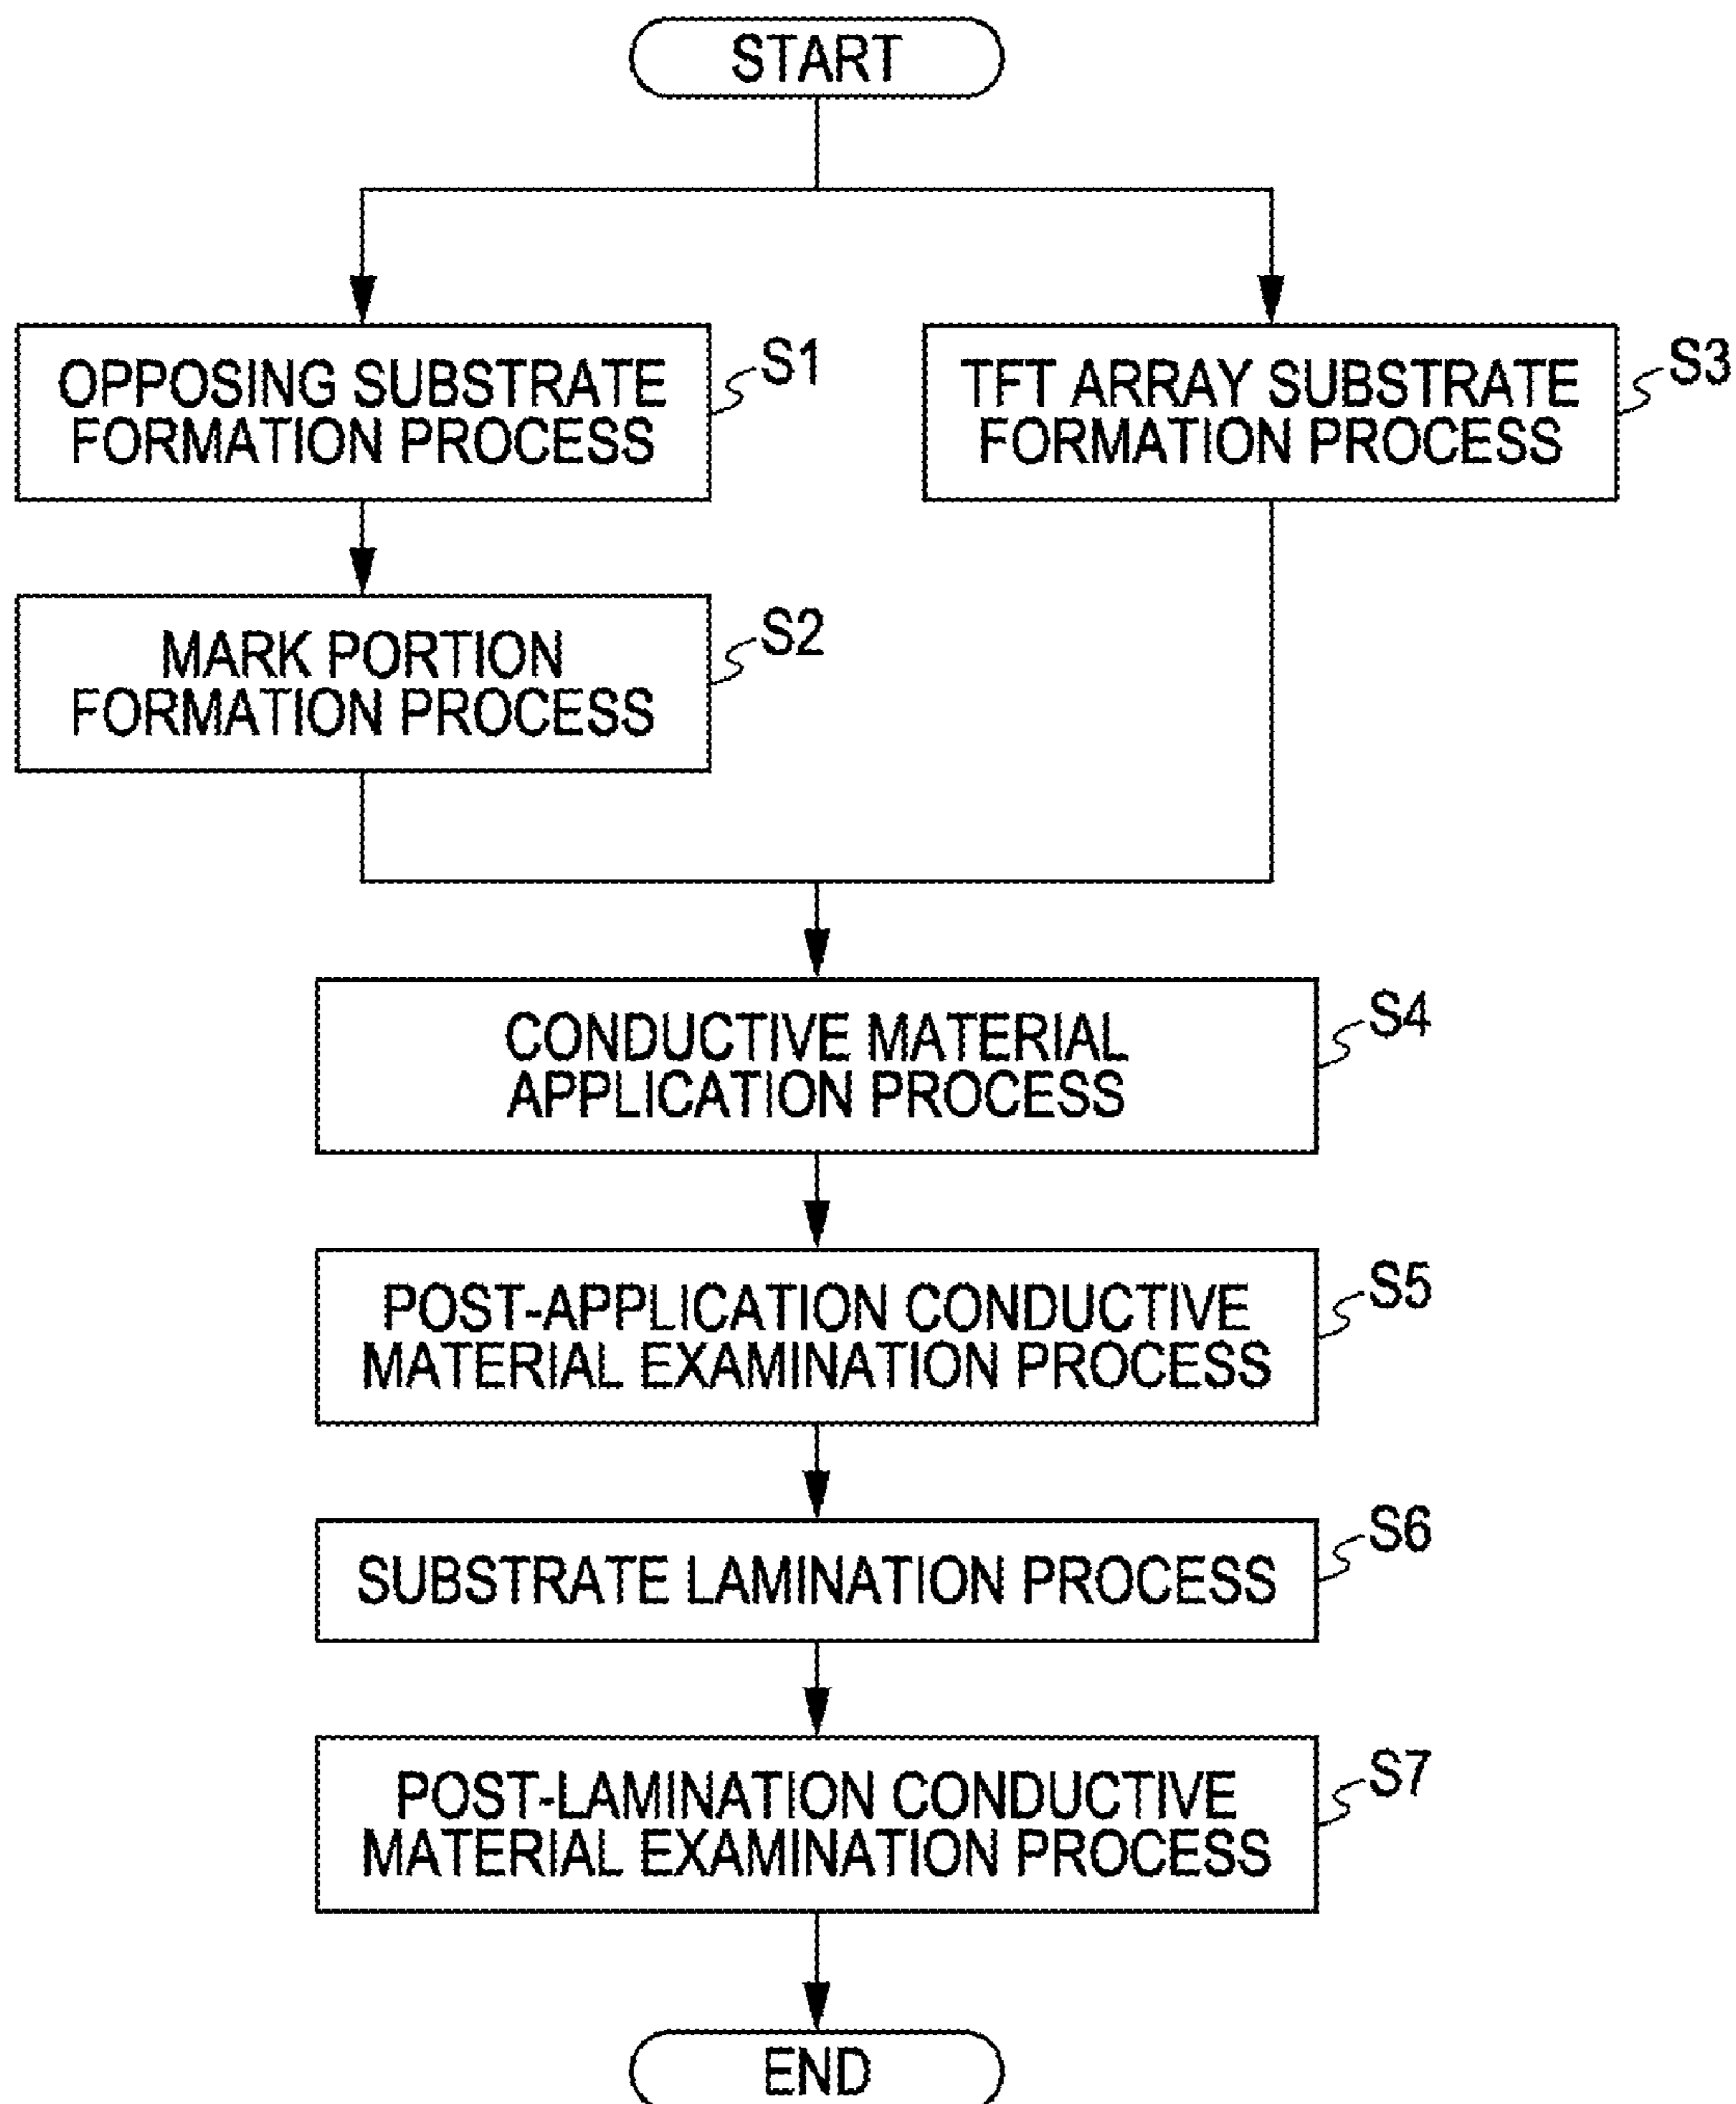 START
OPPOSING SUBSTRATE
FORMATION PROCESS
S1
TFT ARRAY SUBSTRATE
FORMATION PROCESS
S3
MARK PORTION
FORMATION PROCESS
S2
CONDUCTIVE MATERIAL
APPLICATION PROCESS
S4
POST-APPLICATION CONDUCTIVE
MATERIAL EXAMINATION PROCESS
S5
SUBSTRATE LAMINATION PROCESS
S6
POST-LAMINATION CONDUCTIVE
MATERIAL EXAMINATION PROCESS
S7
END